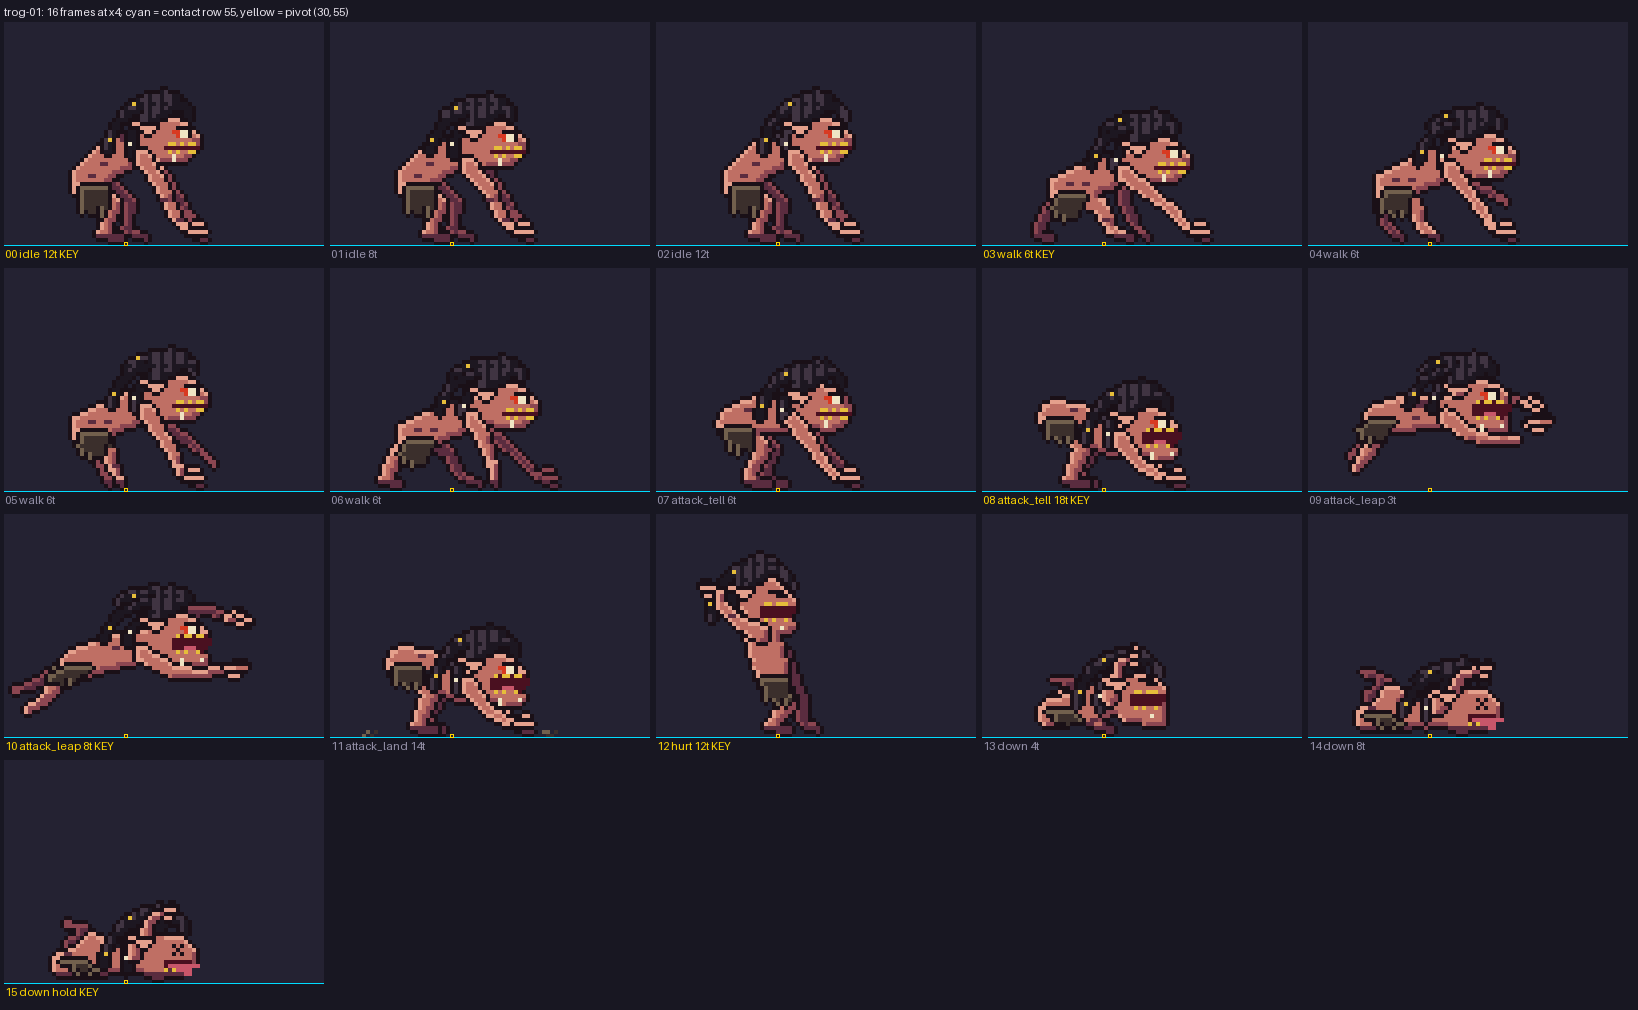 trog-01: 16 frames at x4; cyan = contact row 55, yellow = pivot (30, 55)
00 idle 12t KEY
01 idle 8t
02 idle 12t
03 walk 6t KEY
04 walk 6t
05 walk 6t
06 walk 6t
07 attack_tell 6t
08 attack_tell 18t KEY
09 attack_leap 3t
10 attack_leap 8t KEY
11 attack_land 14t
12 hurt 12t KEY
13 down 4t
14 down 8t
15 down hold KEY